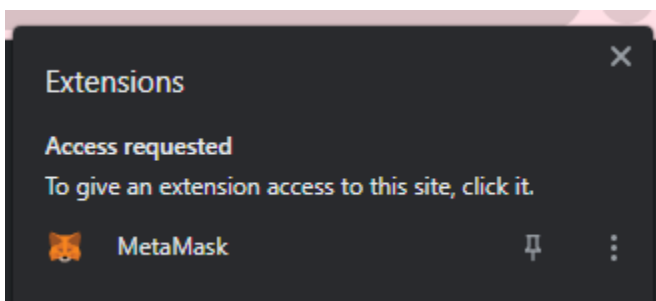 Extensions
Access requested
To give an extension access to this site, click it.
MetaMask